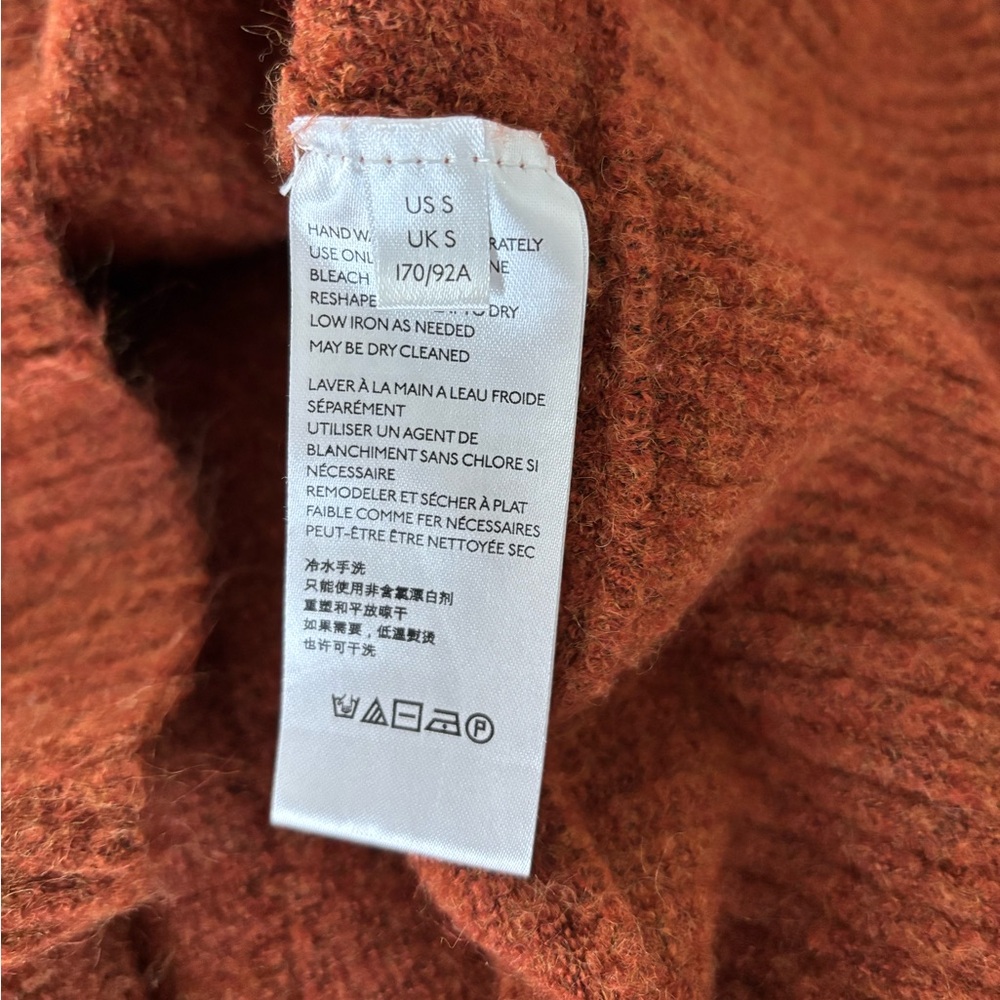 US S
UK S
170/92A
HAND W
RATELY
USE ONL
NE
BLEACH
RESHAPE
TO DRY
LOW IRON AS NEEDED
MAY BE DRY CLEANED
LAVER À LA MAIN A LEAU FROIDE
SÉPARÉMENT
UTILISER UN AGENT DE
BLANCHIMENT SANS CHLORE SI
NÉCESSAIRE
REMODELER ET SÉCHER À PLAT
FAIBLE COMME FER NÉCESSAIRES
PEUT-ÊTRE ÊTRE NETTOYÉE SEC
冷水手洗
只能使用非含氯漂白剂
重塑和平放晾干
如果需要，低溫熨烫
也许可干洗
P